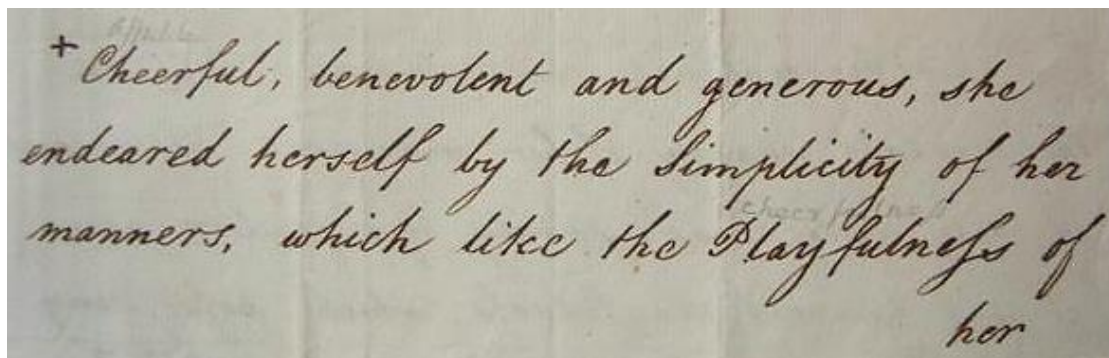 + Cheerful, benevolent and generous, she
endeared herself by the Simplicity of her
cheerfulness
manners, which like the Playfulneſs of
her